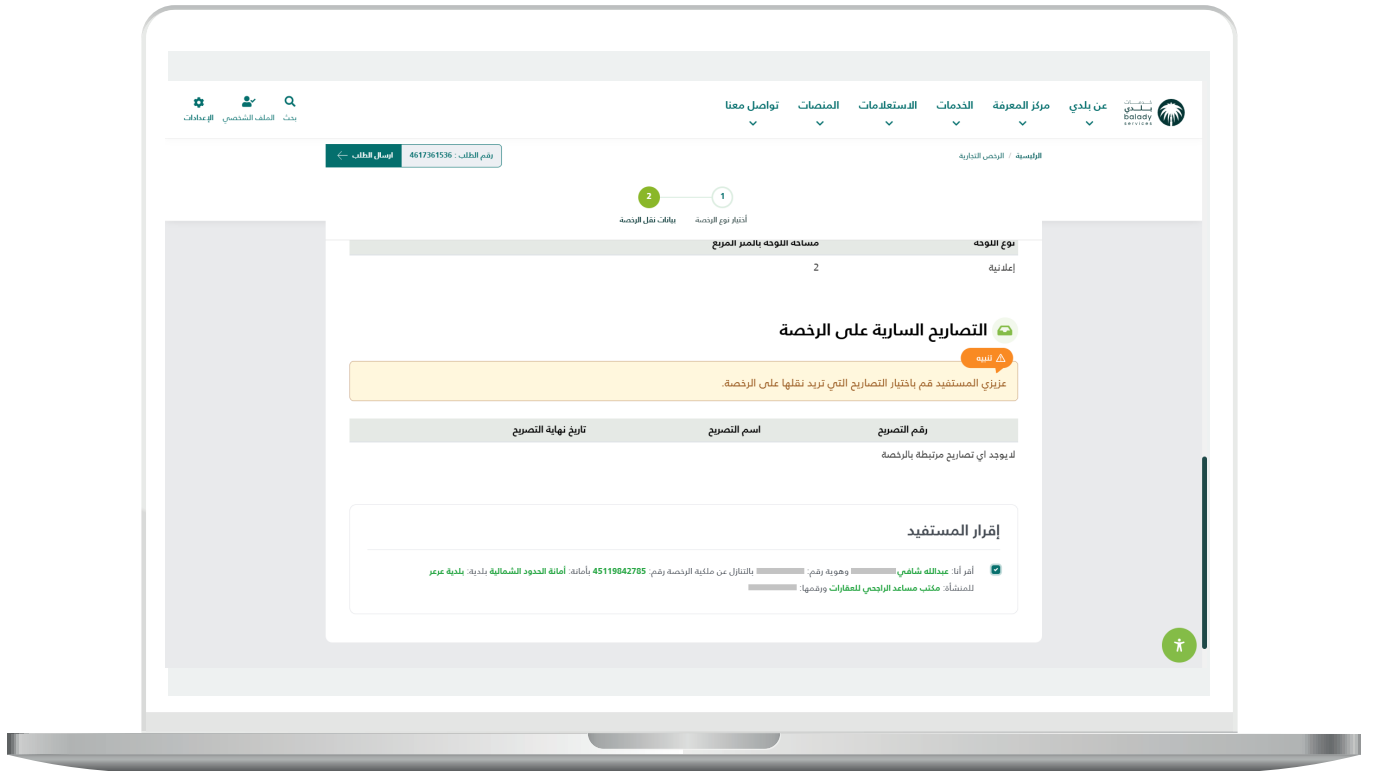 خدمــــات
بــلــدي
balady
services
عن بلدي
مركز المعرفة
الخدمات
الاستعلامات
المنصات
تواصل معنا
بحث
الملف الشخصي
الإعدادات
الرئيسية / الرخص التجارية
رقم الطلب : 4617361536
ارسال الطلب ←
1
2
أختيار نوع الرخصة
بيانات نقل الرخصة
نوع اللوحة
مساحة اللوحة بالمتر المربع
إعلانية
2
التصاريح السارية على الرخصة
تنبيه
عزيزي المستفيد قم باختيار التصاريح التي تريد نقلها على الرخصة.
رقم التصريح
اسم التصريح
تاريخ نهاية التصريح
لايوجد اي تصاريح مرتبطة بالرخصة
إقرار المستفيد
أقر أنا: عبدالله شافي وهوية رقم: بالتنازل عن ملكية الرخصة رقم: 45119842785 بأمانة: أمانة الحدود الشمالية بلدية: بلدية عرعر
للمنشأة: مكتب مساعد الراجحي للعقارات ورقمها: